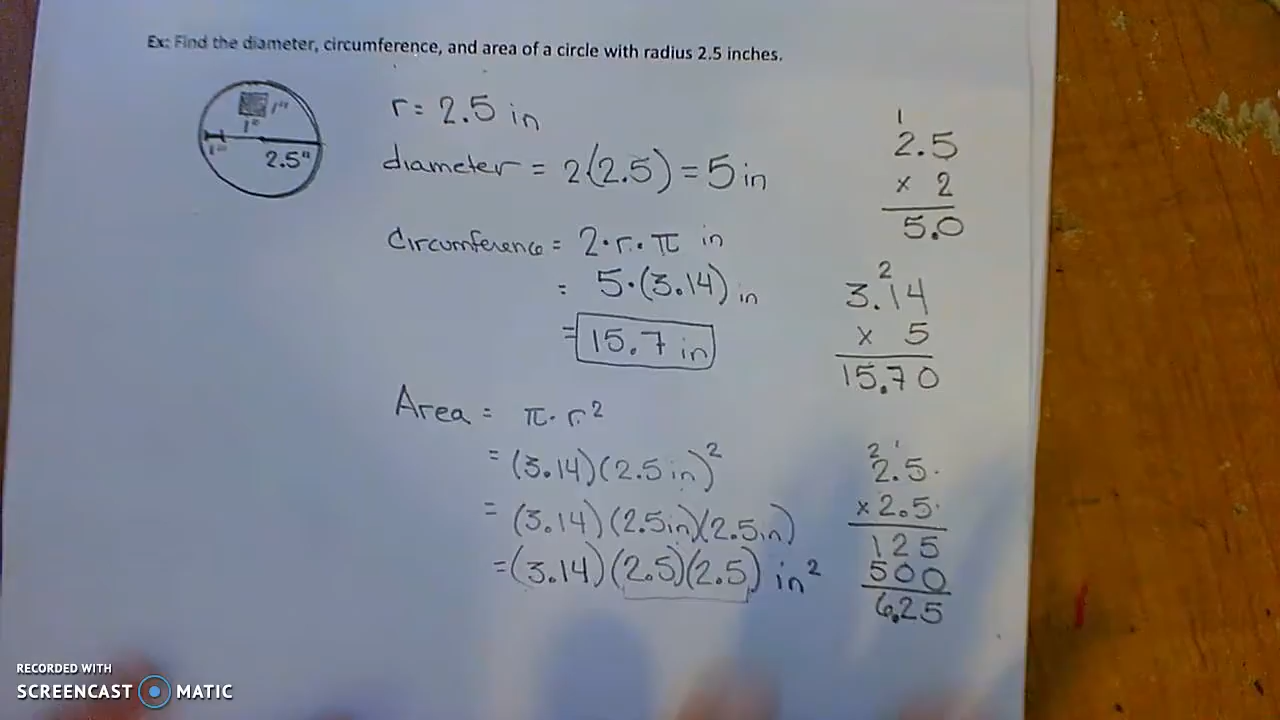 Ex: Find the diameter, circumference, and area of a circle with radius 2.5 inches.
1"
1"
1"
2.5"
r = 2.5 in
diameter = 2(2.5) = 5 in
Circumference = 2·r·π in
= 5·(3.14) in
= 15.7 in
Area = π·r²
= (3.14)(2.5 in)²
= (3.14)(2.5in)(2.5in)
= (3.14)(2.5)(2.5) in²
1
2.5
x 2
5.0
2
3.14
x 5
15.70
2 1
2.5
x 2.5
125
500
6.25
RECORDED WITH
SCREENCAST MATIC